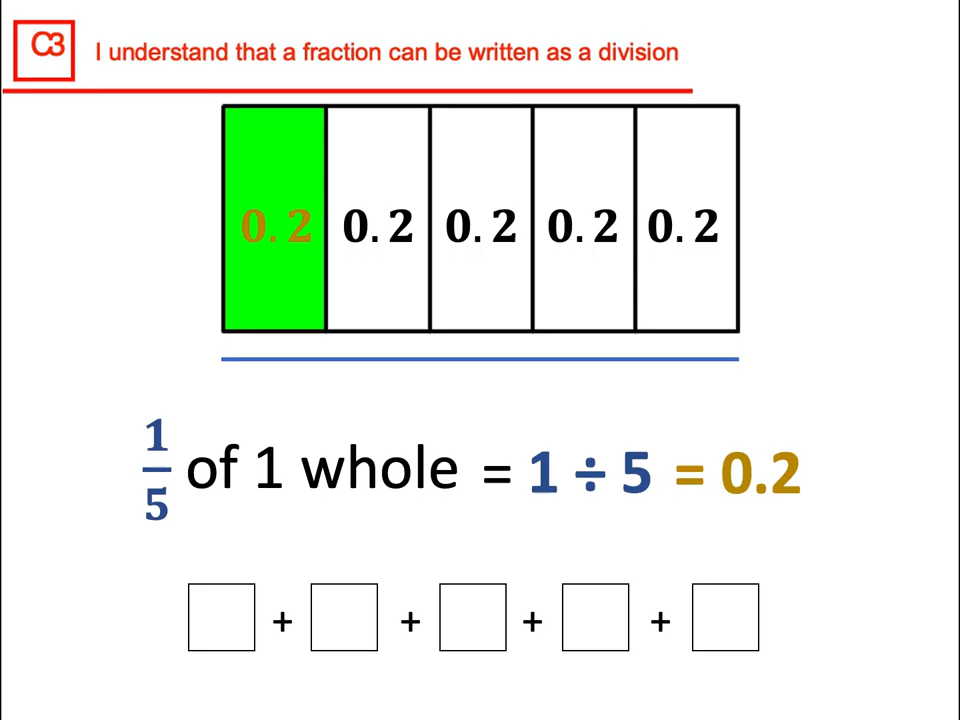 C3
I understand that a fraction can be written as a division
0.2 0.2 0.2 0.2 0.2
1/5 of 1 whole = 1 ÷ 5 = 0.2
+ + + +